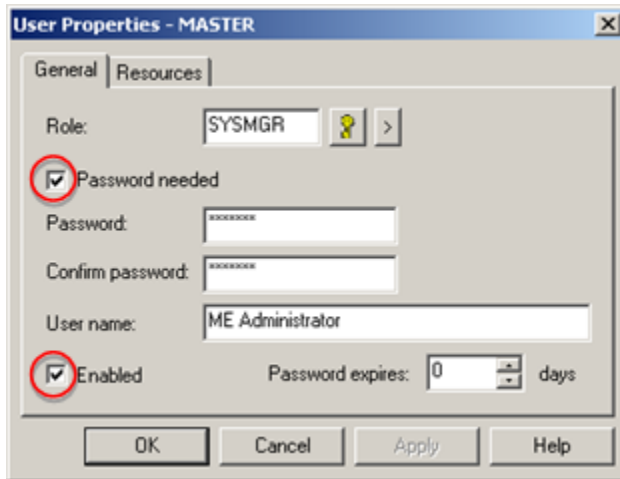 User Properties - MASTER
General Resources
Role: SYSMGR >
Password needed
Password: *******
Confirm password: *******
User name: ME Administrator
Enabled Password expires: 0 days
OK Cancel Apply Help